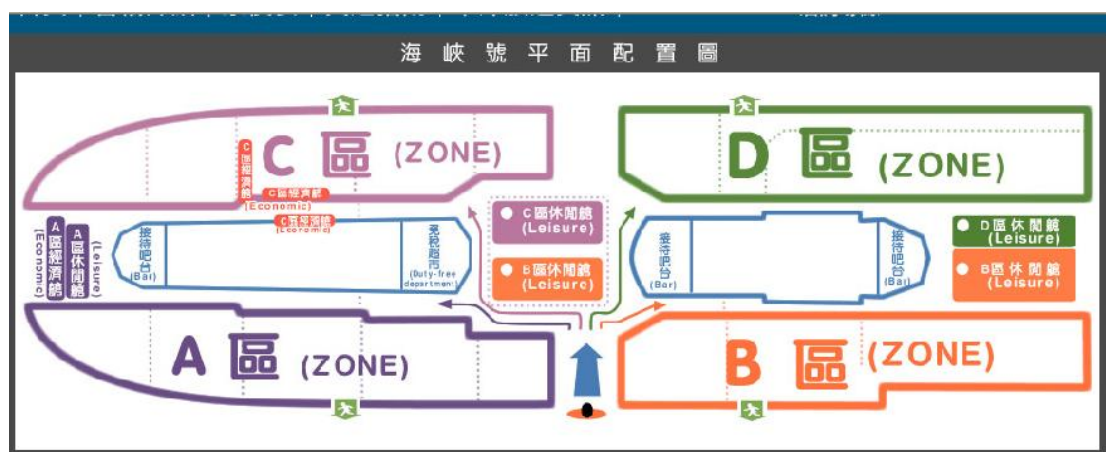 海峽號平面配置圖
C 區 (ZONE)
D 區 (ZONE)
C區經濟艙
C區經濟艙
(Economic)
C區經濟艙
(Economic)
A區經濟艙
(Economic)
A區休閒艙
(Leisure)
接待吧台
(Bar)
免稅超市
(Duty-free
department)
C區休閒艙
(Leisure)
B區休閒艙
(Leisure)
接待吧台
(Bar)
接待吧台
(Bar)
D區休閒艙
(Leisure)
B區休閒艙
(Leisure)
A 區 (ZONE)
B 區 (ZONE)